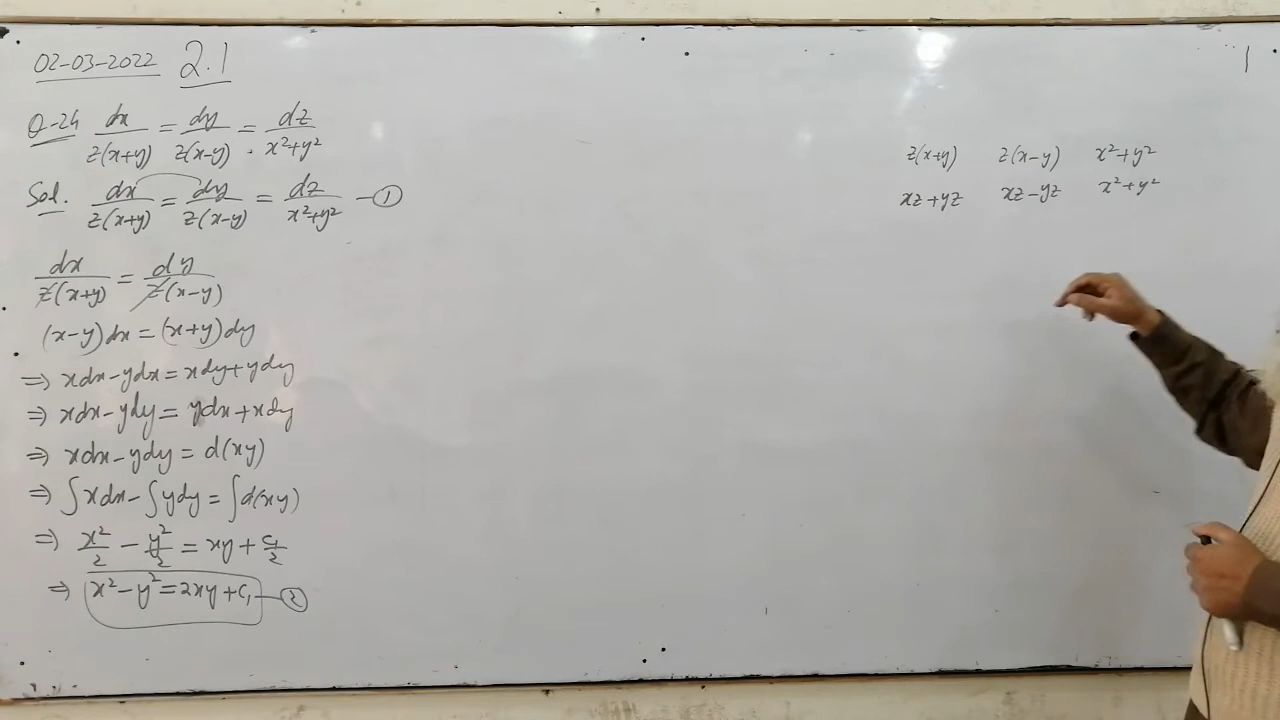 02-03-2022 2.1
1
Q-24 dx/z(x+y) = dy/z(x-y) = dz/x²+y²
Sol. dx/z(x+y) = dy/z(x-y) = dz/x²+y² —①
dx/z(x+y) = dy/z(x-y)
(x-y)dx = (x+y)dy
⇒ xdx-ydx = xdy+ydy
⇒ xdx-ydy = ydx+xdy
⇒ xdx-ydy = d(xy)
⇒ ∫xdx-∫ydy = ∫d(xy)
⇒ x²/2 - y²/2 = xy + c₁/2
⇒ x²-y²=2xy+c₁ —②
z(x+y) z(x-y) x²+y²
xz+yz xz-yz x²+y²